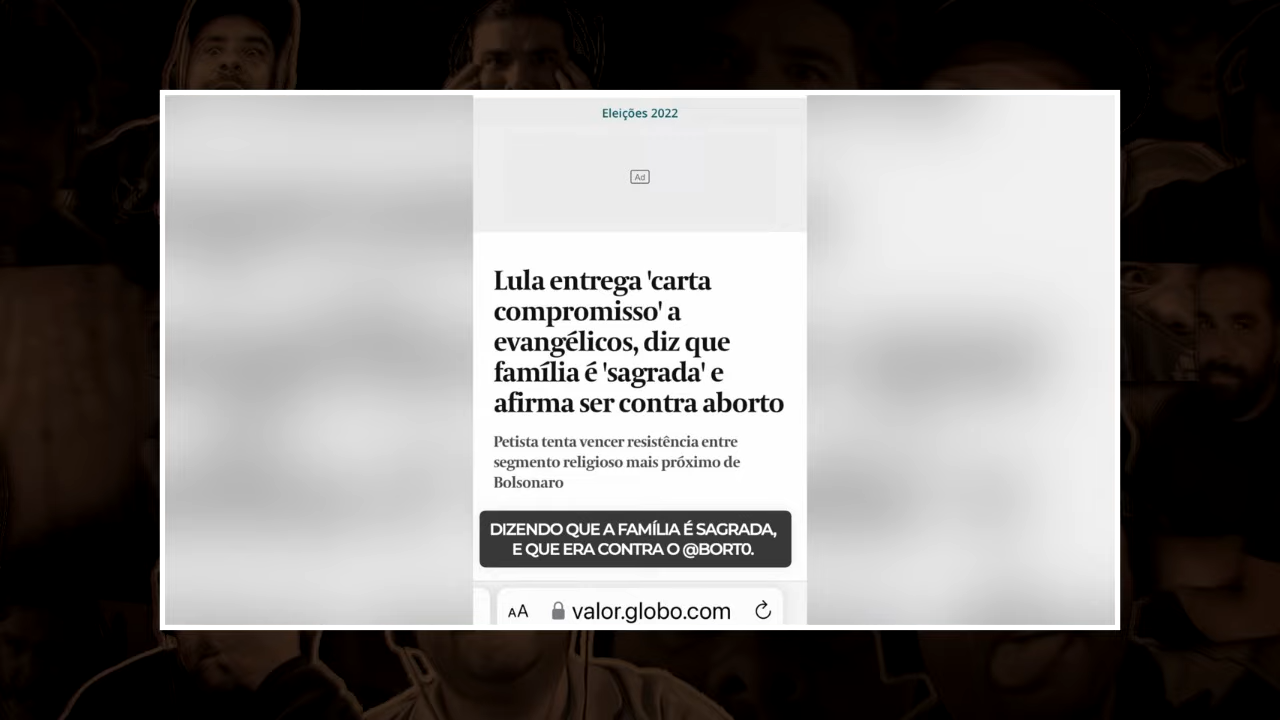 Eleições 2022
Ad
Lula entrega 'carta
compromisso' a
evangélicos, diz que
família é 'sagrada' e
afirma ser contra aborto
Petista tenta vencer resistência entre
segmento religioso mais próximo de
Bolsonaro
DIZENDO QUE A FAMÍLIA É SAGRADA,
E QUE ERA CONTRA O @BORT0.
AA valor.globo.com